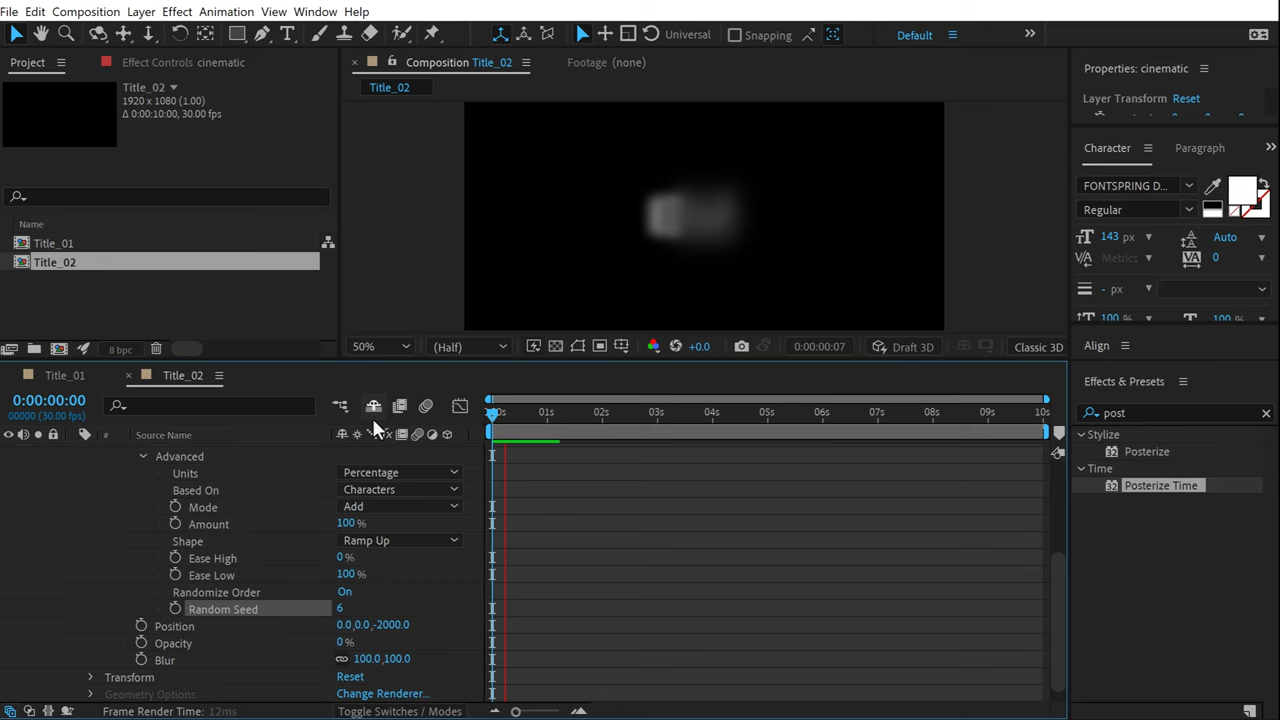 File Edit Composition Layer Effect Animation View Window Help
Universal Snapping Default
Project Effect Controls cinematic Composition Title_02 Footage (none) Properties: cinematic
Title_02
1920 x 1080 (1.00)
Δ 0:00:10:00, 30.00 fps
Title_02
Layer Transform Reset
Character Paragraph
FONTSPRING D...
Regular
143 px Auto
Metrics 0
- px
100 % 100 %
Name
Title_01
Title_02
8 bpc
50% (Half) +0.0 0:00:00:07 Draft 3D Classic 3D
Align
Effects & Presets
post
Stylize
Posterize
Time
Posterize Time
Title_01 Title_02
0:00:00:00
00000 (30.00 fps)
00s 01s 02s 03s 04s 05s 06s 07s 08s 09s 10s
# Source Name
Advanced
Units Percentage
Based On Characters
Mode Add
Amount 100 %
Shape Ramp Up
Ease High 0 %
Ease Low 100 %
Randomize Order On
Random Seed 6
Position 0.0,0.0,-2000.0
Opacity 0 %
Blur 100.0,100.0
Transform Reset
Geometry Options Change Renderer...
Frame Render Time: 12ms Toggle Switches / Modes